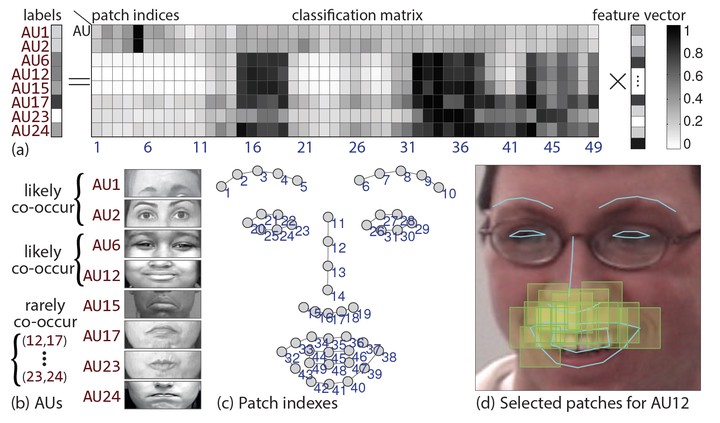 labels patch indices classification matrix feature vector
AU
AU1
AU2
AU6
AU12
AU15
AU17
AU23
AU24
=
×
⋮
1
0.8
0.6
0.4
0.2
0
(a) 1 6 11 16 21 26 31 36 41 43 49
likely
co-occur
AU1
AU2
likely
co-occur
AU6
AU12
rarely
co-occur
(12,17)
⋮
(23,24)
AU15
AU17
AU23
AU24
1 2 3 4 5 6 7 8 9 10
20 21 22 23
25 24
26 27 28 29
31 30
11
12
13
14
15 16 17 18 19
32 33 34 35 36 37 38
44 45 46
49 48 47
43 42 41 40 39
(b) AUs (c) Patch indexes (d) Selected patches for AU12